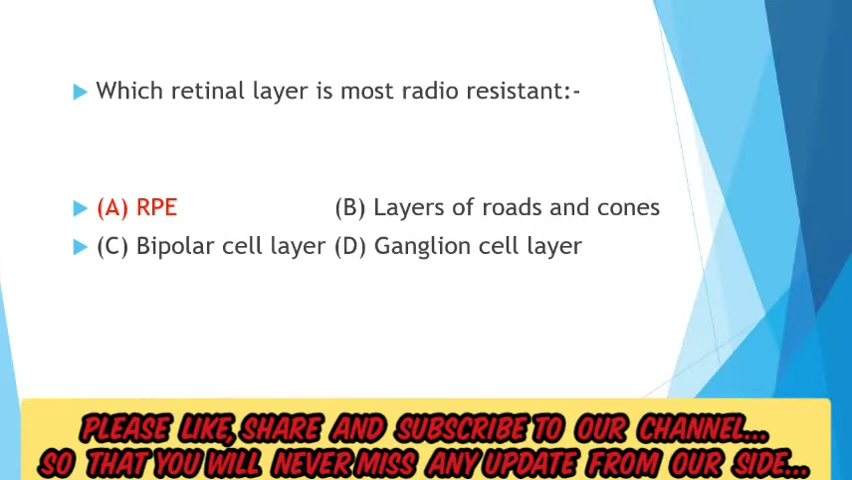 Which retinal layer is most radio resistant:-
(A) RPE (B) Layers of roads and cones
(C) Bipolar cell layer (D) Ganglion cell layer
PLEASE LIKE, SHARE AND SUBSCRIBE TO OUR CHANNEL...
SO THAT YOU WILL NEVER MISS ANY UPDATE FROM OUR SIDE...